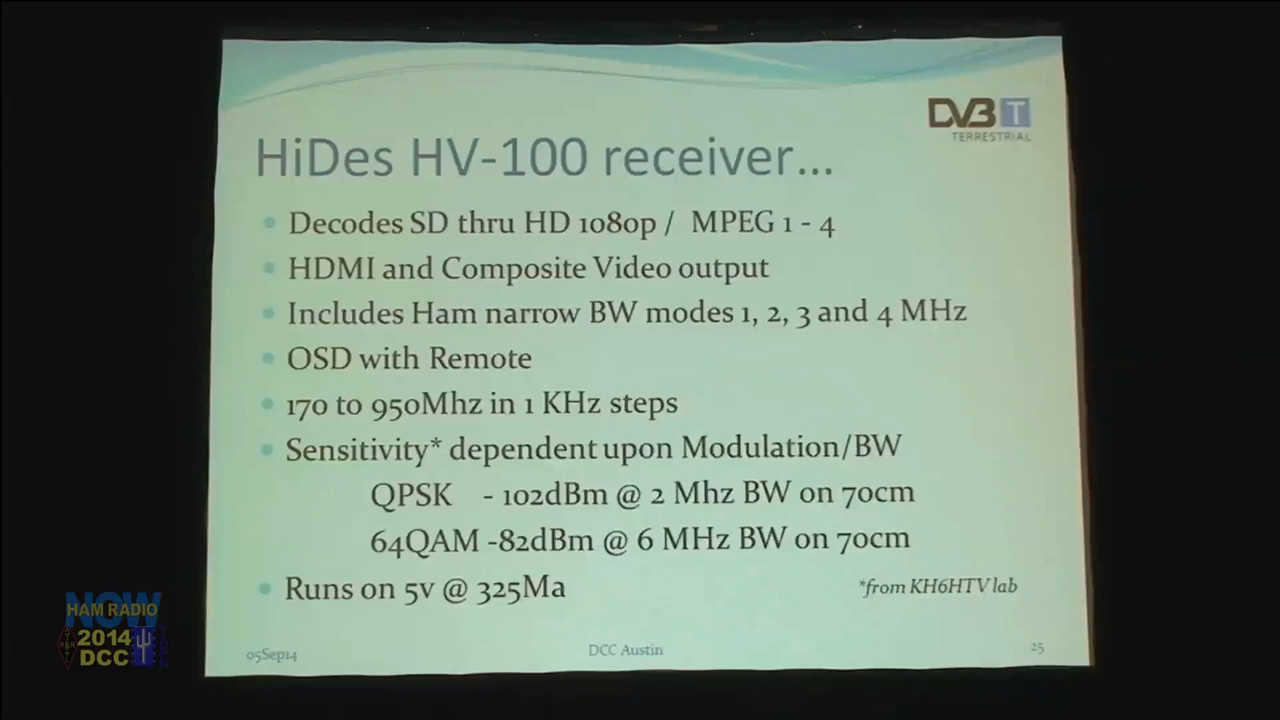 DVB T
TERRESTRIAL
HiDes HV-100 receiver...
Decodes SD thru HD 1080p / MPEG 1 - 4
HDMI and Composite Video output
Includes Ham narrow BW modes 1, 2, 3 and 4 MHz
OSD with Remote
170 to 950Mhz in 1 KHz steps
Sensitivity* dependent upon Modulation/BW
QPSK - 102dBm @ 2 Mhz BW on 70cm
64QAM -82dBm @ 6 MHz BW on 70cm
Runs on 5v @ 325Ma
*from KH6HTV lab
05Sep14
DCC Austin
25
NOW
HAM RADIO
2014
DCC